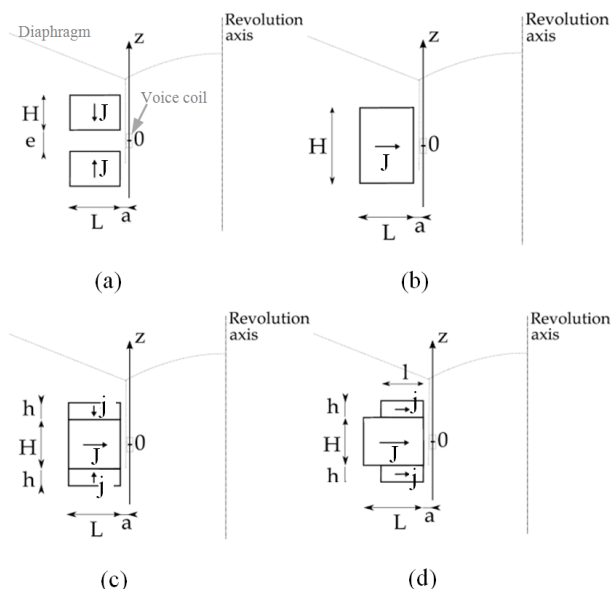 Diaphragm
z
Revolution
axis
H
J
Voice coil
e
0
J
L
a
(a)
z
Revolution
axis
H
0
J
L
a
(b)
z
Revolution
axis
h
j
H
0
J
h
j
L
a
(c)
z
Revolution
axis
l
h
j
H
0
J
h
j
L
a
(d)